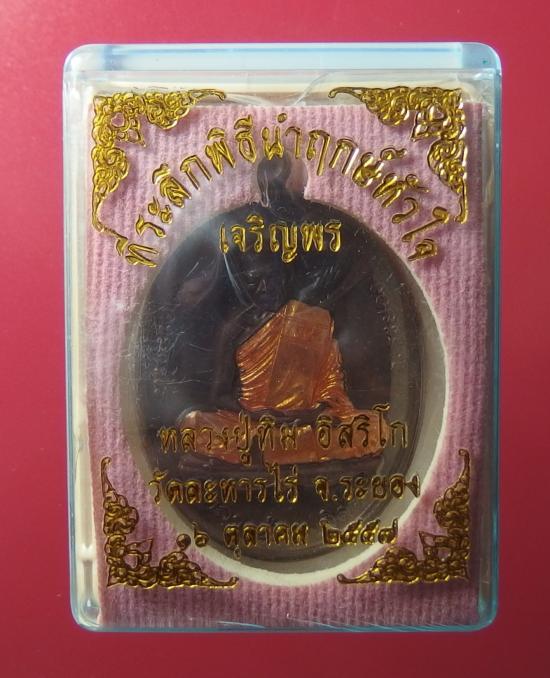 ที่ระลึกพิธีนำฤกษ์หัวใจ
เจริญพร
หลวงปู่ทิม อิสริโก
วัดละหารไร่ จ.ระยอง
๑๖ ตุลาคม ๒๕๕๗